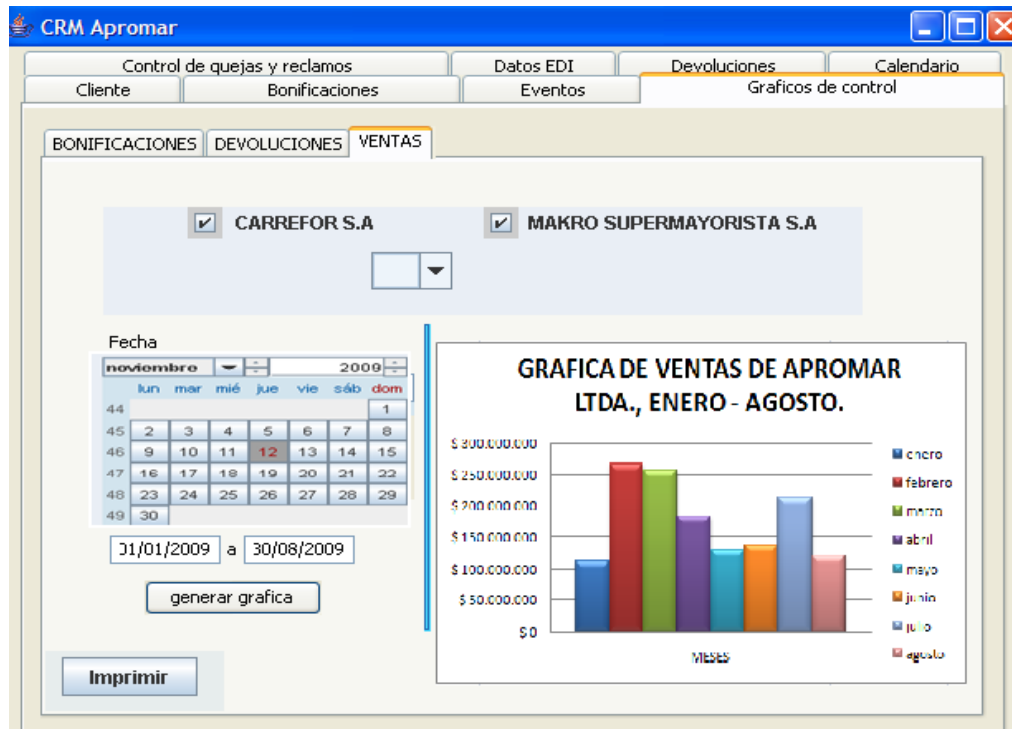 CRM Apromar
Control de quejas y reclamos Datos EDI Devoluciones Calendario
Cliente Bonificaciones Eventos Graficos de control
BONIFICACIONES DEVOLUCIONES VENTAS
CARREFOR S.A MAKRO SUPERMAYORISTA S.A
Fecha
noviembre 2009
lun mar mié jue vie sáb dom
44 1
45 2 3 4 5 6 7 8
46 9 10 11 12 13 14 15
47 16 17 18 19 20 21 22
48 23 24 25 26 27 28 29
49 30
01/01/2009 a 30/08/2009
generar grafica
Imprimir
GRAFICA DE VENTAS DE APROMAR
LTDA., ENERO - AGOSTO.
$ 300.000.000
$ 250.000.000
$ 200.000.000
$ 150.000.000
$ 100.000.000
$ 50.000.000
$ 0
MESES
enero
febrero
marzo
abril
mayo
junio
julio
agosto